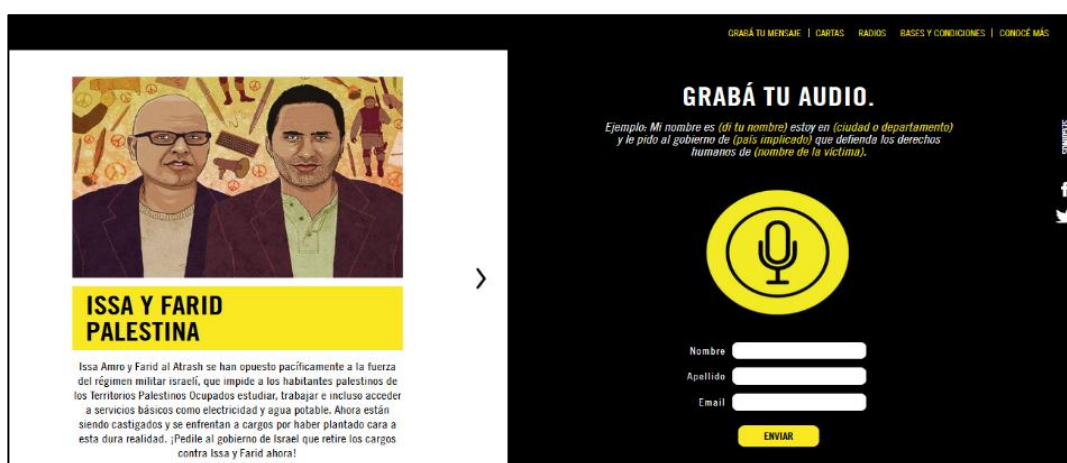 GRABÁ TU MENSAJE | CARTAS RADIOS BASES Y CONDICIONES | CONOCÉ MÁS
ISSA Y FARID
PALESTINA
Issa Amro y Farid al Atrash se han opuesto pacíficamente a la fuerza
del régimen militar israelí, que impide a los habitantes palestinos de
los Territorios Palestinos Ocupados estudiar, trabajar e incluso acceder
a servicios básicos como electricidad y agua potable. Ahora están
siendo castigados y se enfrentan a cargos por haber plantado cara a
esta dura realidad. ¡Pedile al gobierno de Israel que retire los cargos
contra Issa y Farid ahora!
GRABÁ TU AUDIO.
Ejemplo: Mi nombre es (di tu nombre) estoy en (ciudad o departamento)
y le pido al gobierno de (país implicado) que defienda los derechos
humanos de (nombre de la víctima).
Nombre
Apellido
Email
ENVIAR